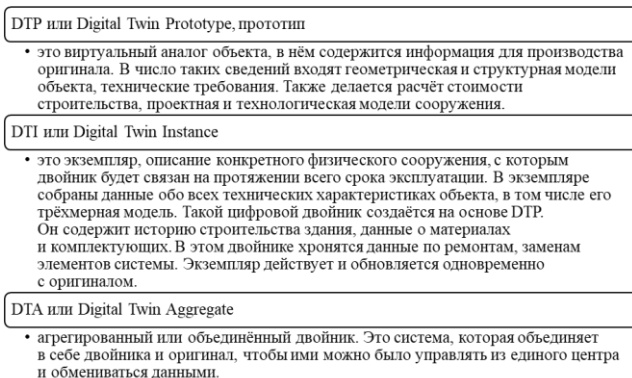 DTP или Digital Twin Prototype, прототип
• это виртуальный аналог объекта, в нём содержится информация для производства
оригинала. В число таких сведений входят геометрическая и структурная модели
объекта, технические требования. Также делается расчёт стоимости
строительства, проектная и технологическая модели сооружения.
DTI или Digital Twin Instance
• это экземпляр, описание конкретного физического сооружения, с которым
двойник будет связан на протяжении всего срока эксплуатации. В экземпляре
собраны данные обо всех технических характеристиках объекта, в том числе его
трёхмерная модель. Такой цифровой двойник создаётся на основе DTP.
Он содержит историю строительства здания, данные о материалах
и комплектующих. В этом двойнике хронятся данные по ремонтам, заменам
элементов системы. Экземпляр действует и обновляется одновременно
с оригиналом.
DTA или Digital Twin Aggregate
• агрегированный или объединённый двойник. Это система, которая объединяет
в себе двойника и оригинал, чтобы ими можно было управлять из единого центра
и обмениваться данными.